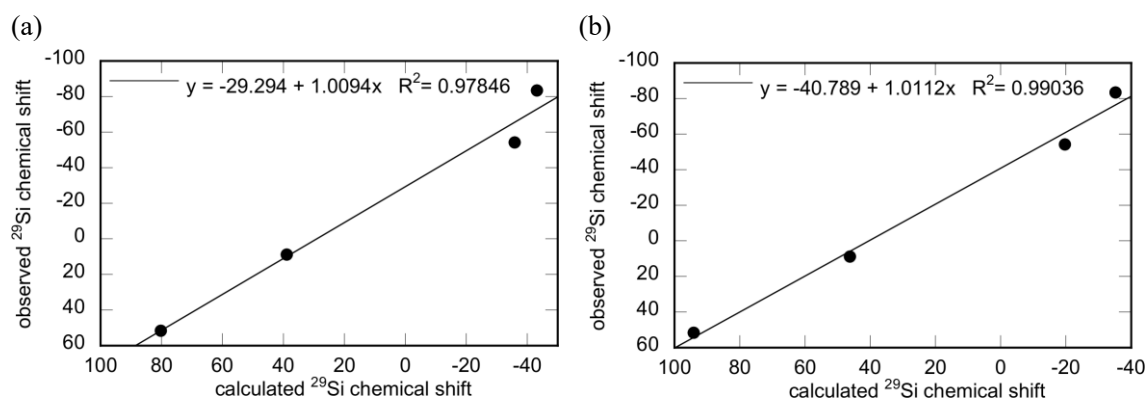 (a)
-100
-80
-60
-40
-20
0
20
40
60
y = -29.294 + 1.0094x R²= 0.97846
observed ²⁹Si chemical shift
100 80 60 40 20 0 -20 -40
calculated ²⁹Si chemical shift
(b)
-100
-80
-60
-40
-20
0
20
40
60
y = -40.789 + 1.0112x R²= 0.99036
observed ²⁹Si chemical shift
100 80 60 40 20 0 -20 -40
calculated ²⁹Si chemical shift